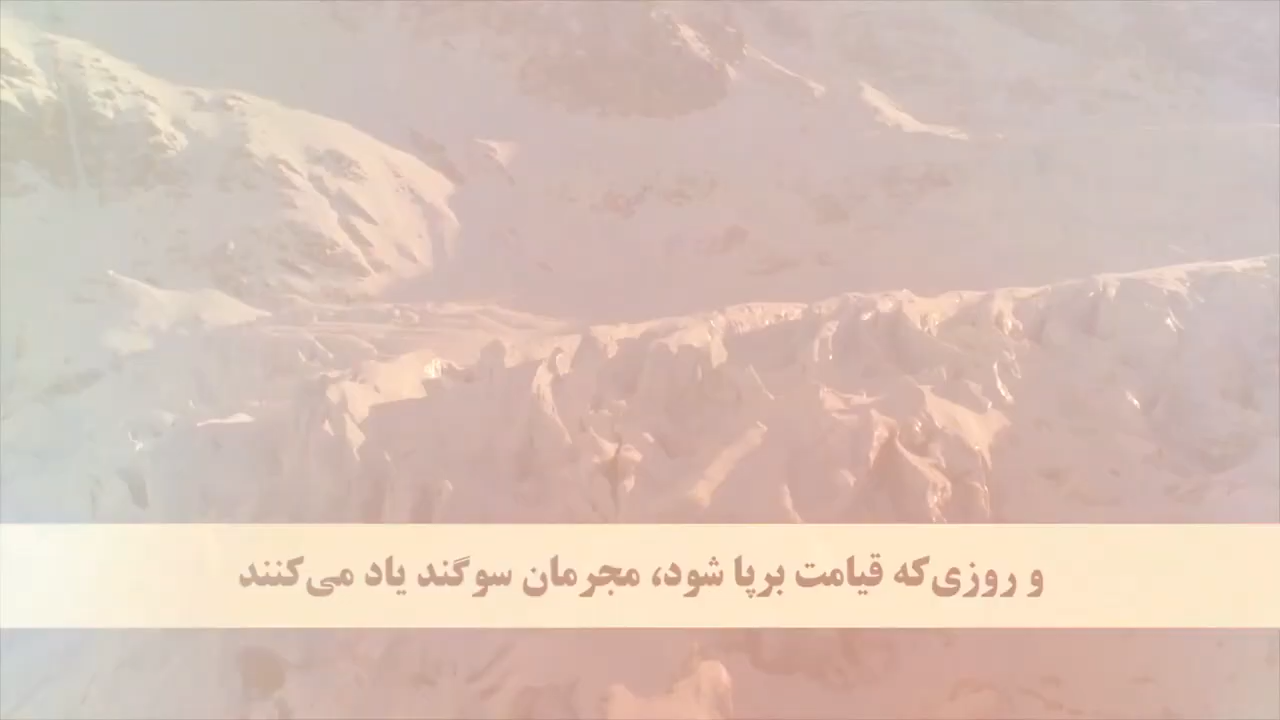 و روزی‌که قیامت برپا شود، مجرمان سوگند یاد می‌کنند